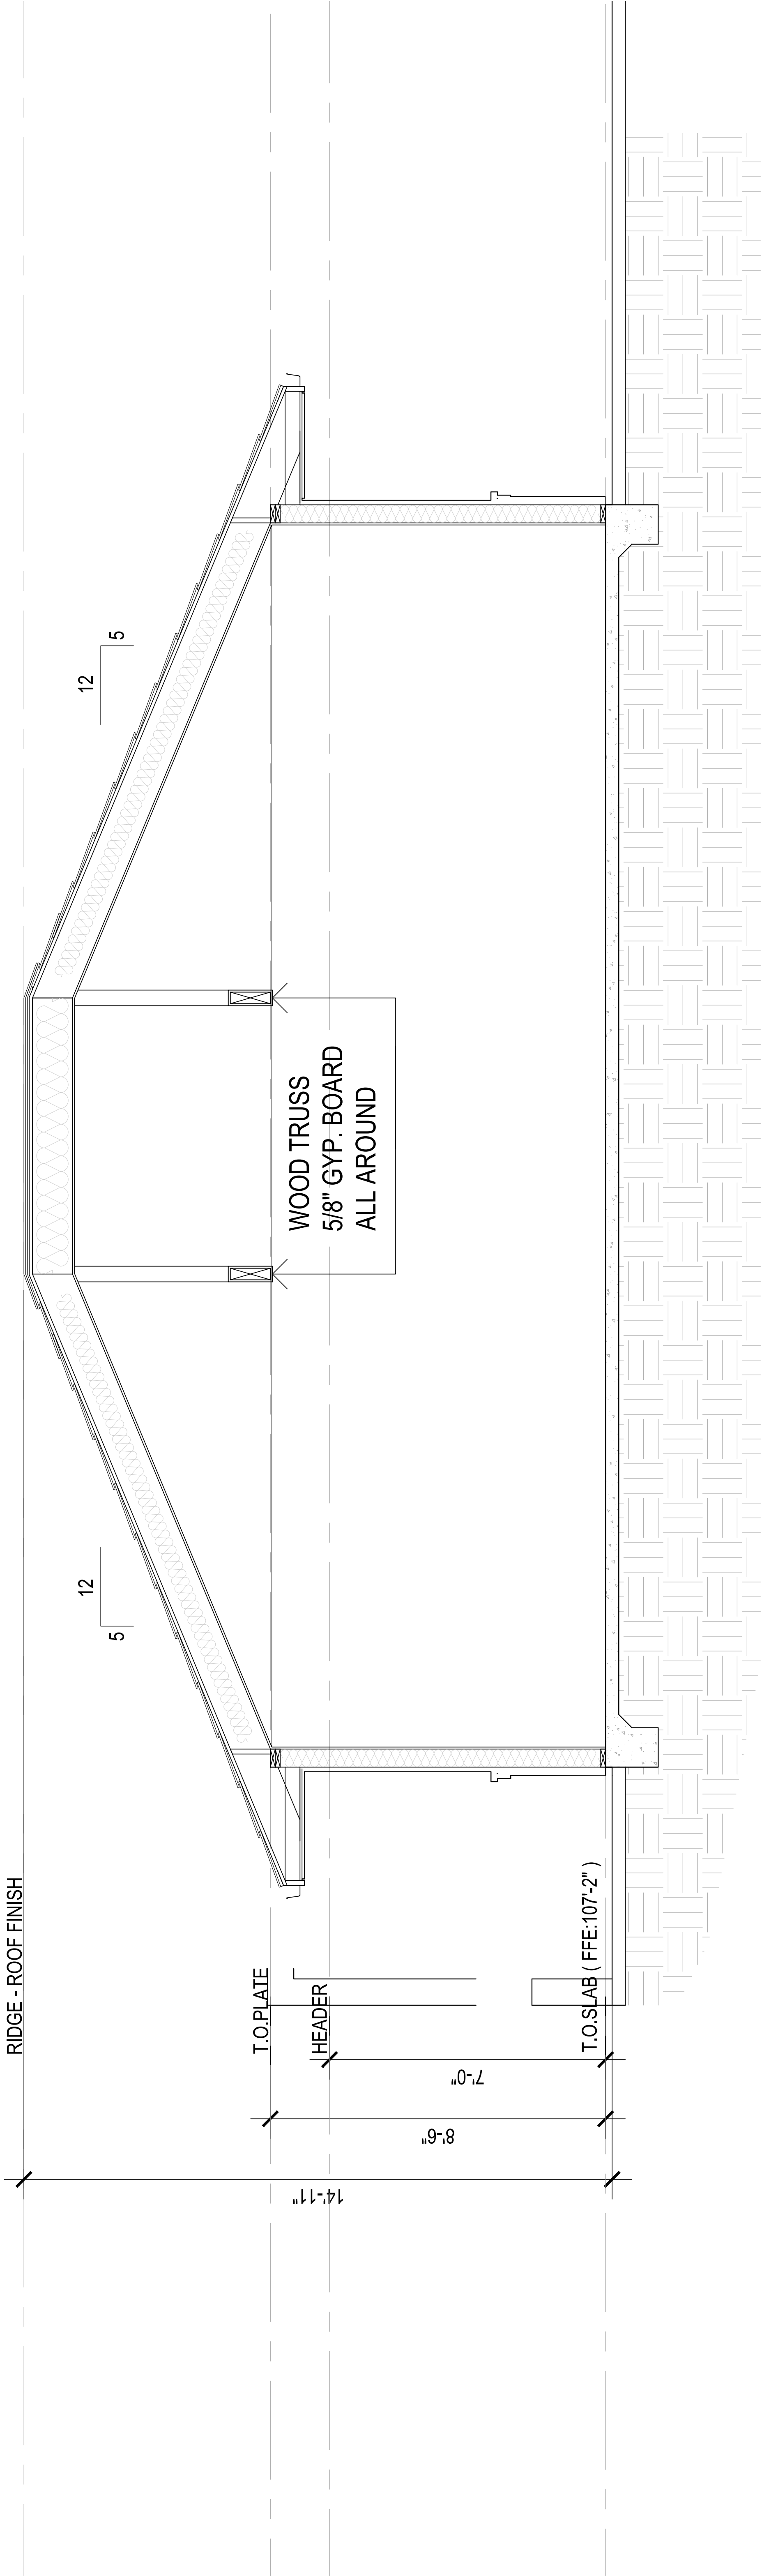 RIDGE - ROOF FINISH
12
5
12
5
WOOD TRUSS
5/8" GYP. BOARD
ALL AROUND
T.O.PLATE
HEADER
T.O.SLAB ( FFE:107'-2" )
7'-0"
8'-6"
14'-11"